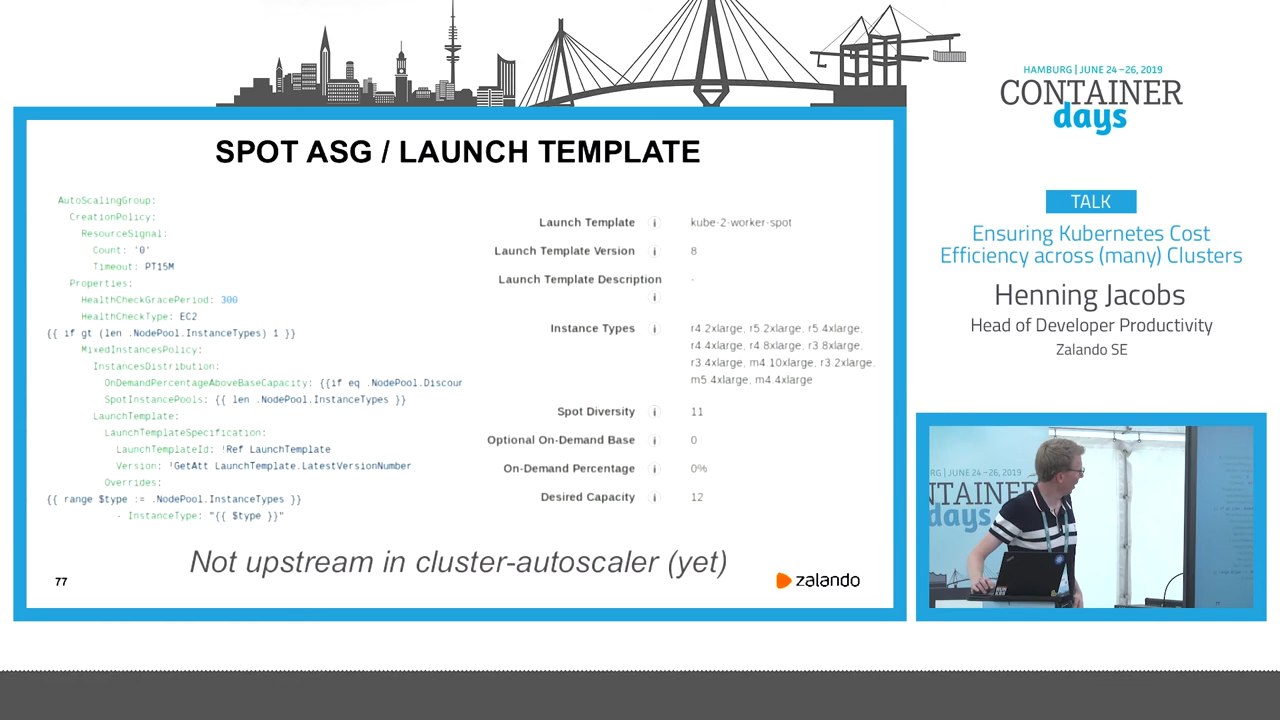 HAMBURG | JUNE 24 – 26, 2019
CONTAINER
days
TALK
Ensuring Kubernetes Cost
Efficiency across (many) Clusters
Henning Jacobs
Head of Developer Productivity
Zalando SE
SPOT ASG / LAUNCH TEMPLATE
AutoScalingGroup:
CreationPolicy:
ResourceSignal:
Count: '0'
Timeout: PT15M
Properties:
HealthCheckGracePeriod: 300
HealthCheckType: EC2
{{ if gt (len .NodePool.InstanceTypes) 1 }}
MixedInstancesPolicy:
InstancesDistribution:
OnDemandPercentageAboveBaseCapacity: {{if eq .NodePool.Discour
SpotInstancePools: {{ len .NodePool.InstanceTypes }}
LaunchTemplate:
LaunchTemplateSpecification:
LaunchTemplateId: !Ref LaunchTemplate
Version: !GetAtt LaunchTemplate.LatestVersionNumber
Overrides:
{{ range $type := .NodePool.InstanceTypes }}
- InstanceType: "{{ $type }}"
Launch Template i kube-2-worker-spot
Launch Template Version i 8
Launch Template Description -
i
Instance Types i r4.2xlarge, r5.2xlarge, r5.4xlarge,
r4.4xlarge, r4.8xlarge, r3.8xlarge,
r3.4xlarge, m4.10xlarge, r3.2xlarge,
m5.4xlarge, m4.4xlarge
Spot Diversity i 11
Optional On-Demand Base i 0
On-Demand Percentage i 0%
Desired Capacity i 12
Not upstream in cluster-autoscaler (yet)
77
zalando
RG | JUNE 24 –26, 2019
NTAINER
days